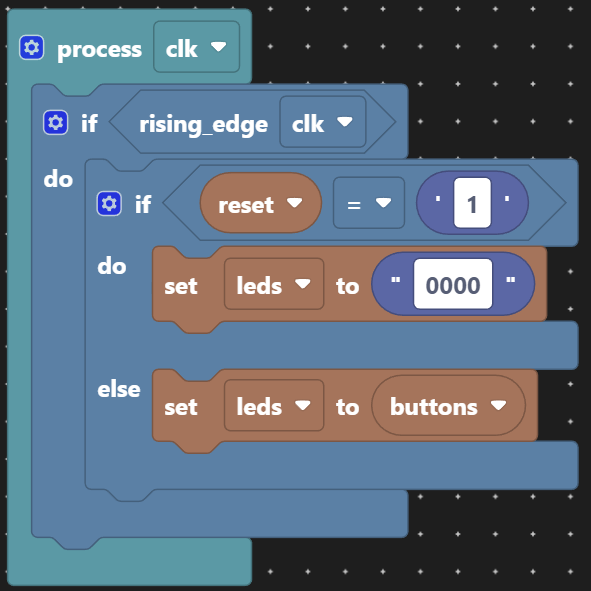 process clk
if rising_edge clk
do
if reset = ' 1 '
do
set leds to " 0000 "
else
set leds to buttons